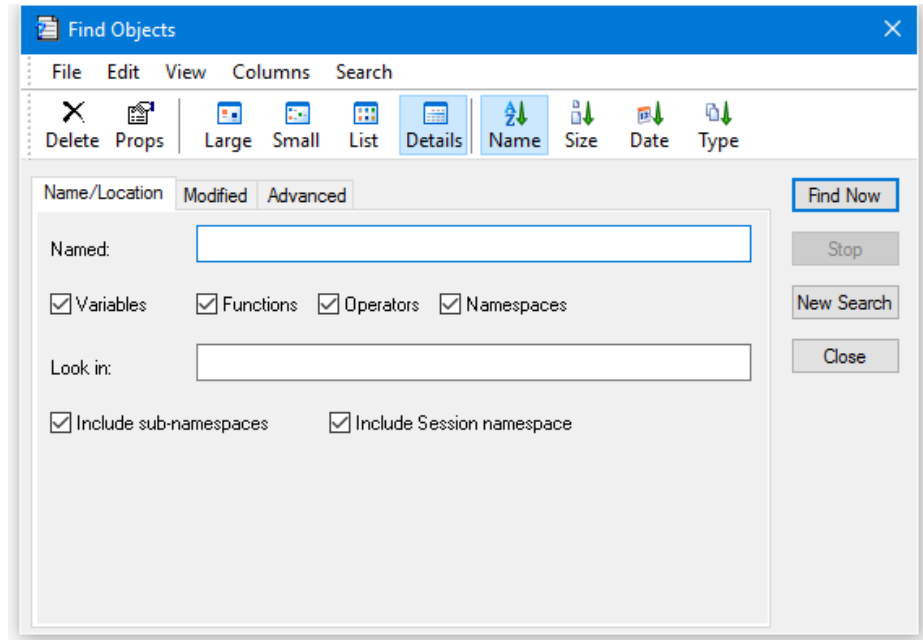 Find Objects
File Edit View Columns Search
Delete Props Large Small List Details Name Size Date Type
Name/Location Modified Advanced
Find Now
Named:
Stop
Variables Functions Operators Namespaces
New Search
Look in:
Close
Include sub-namespaces Include Session namespace